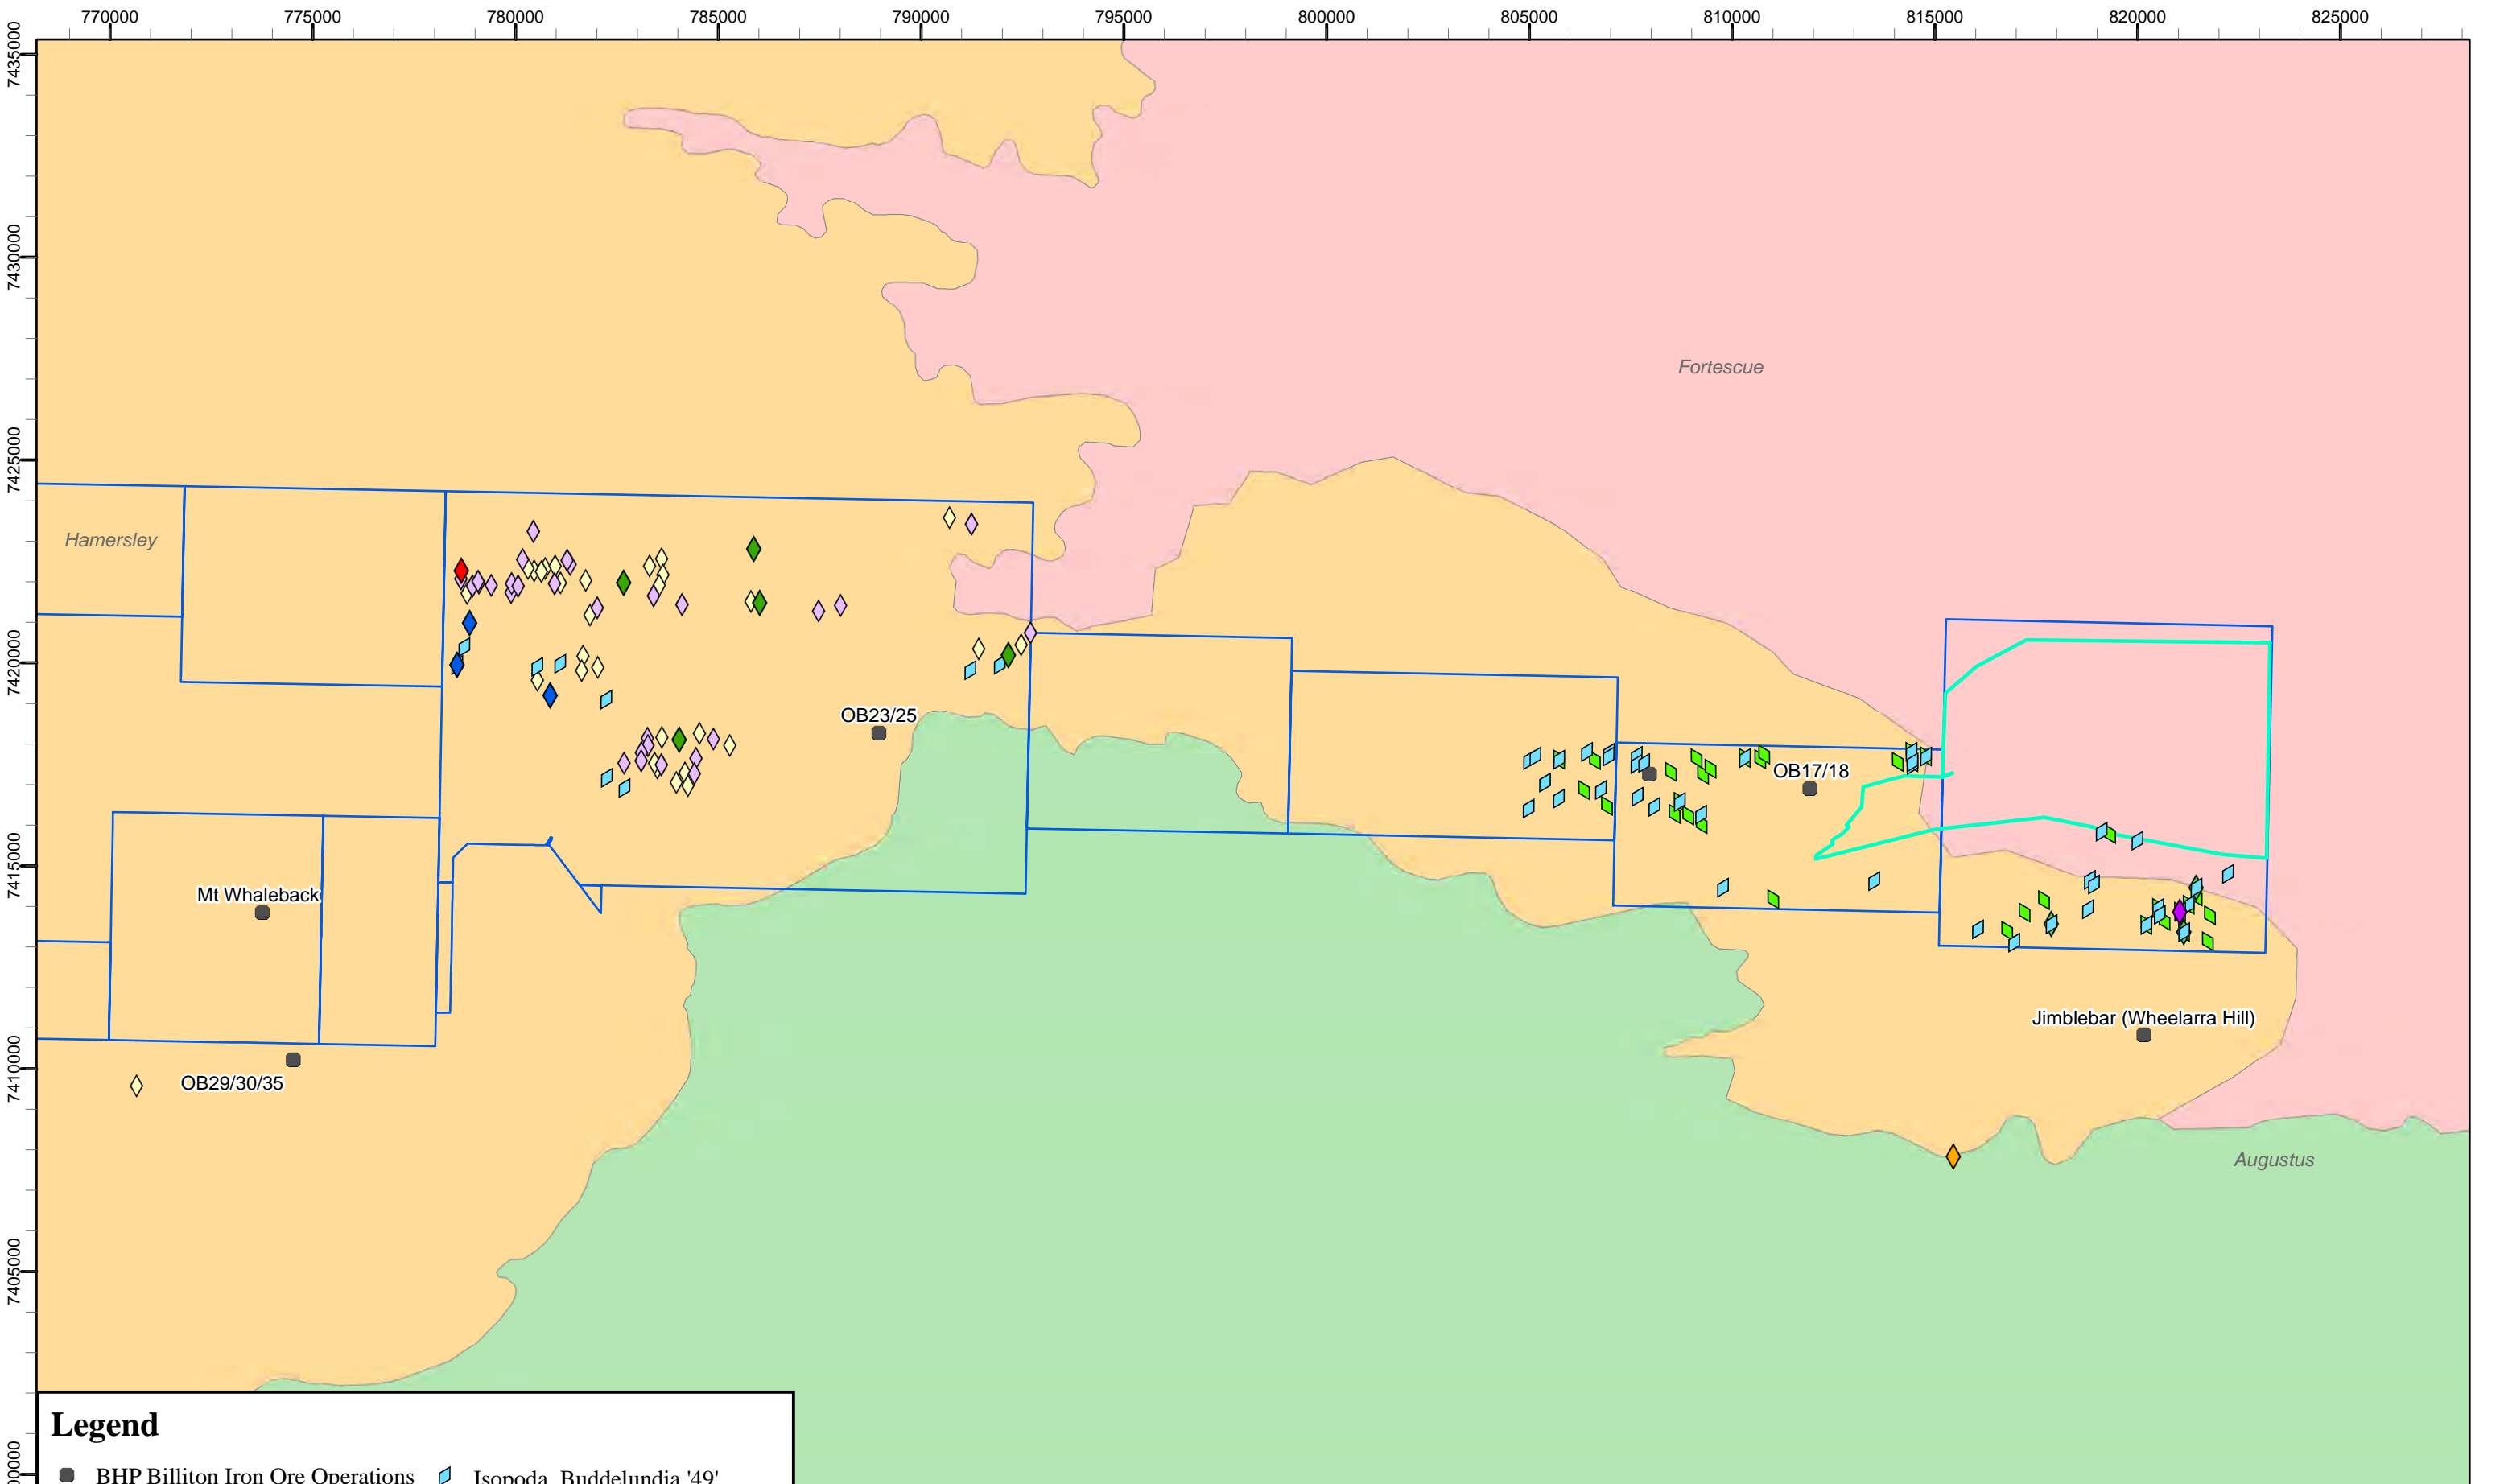 770000 775000 780000 785000 790000 795000 800000 805000 810000 815000 820000 825000
7435000
7430000
Fortescue
7425000
Hamersley
7420000
OB23/25
OB17/18
7415000
Mt Whaleback
Jimblebar (Wheelarra Hill)
7410000
OB29/30/35
Augustus
7405000
Legend
BHP Billiton Iron Ore Operations
Isopoda, Buddelundia '49'